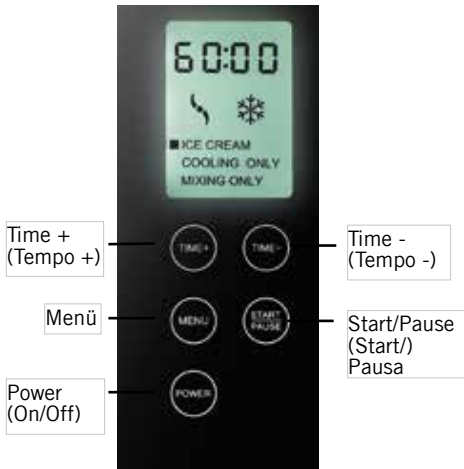 60:00
ICE CREAM
COOLING ONLY
MIXING ONLY
Time +
(Tempo +)
TIME+
TIME-
Time -
(Tempo -)
Menü
MENU
START
PAUSE
Start/Pause
(Start/)
Pausa
Power
(On/Off)
POWER